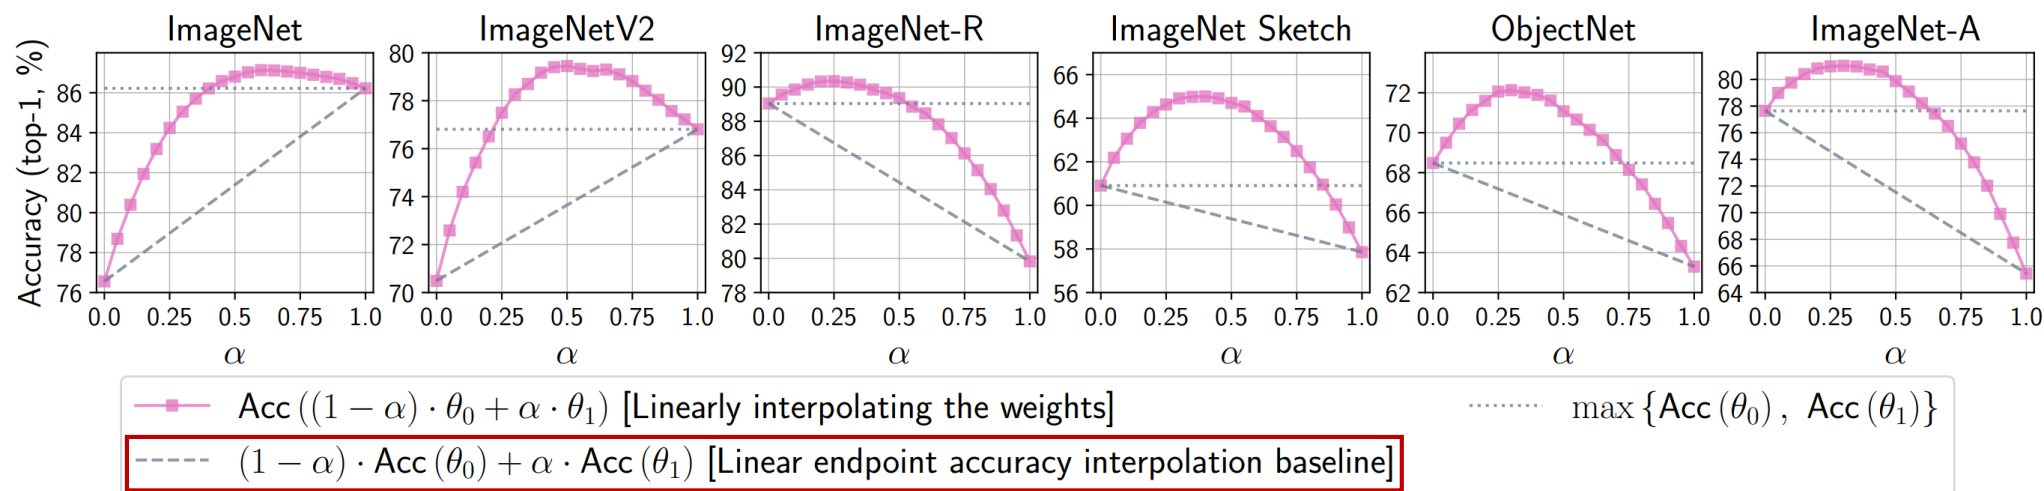 ImageNet ImageNetV2 ImageNet-R ImageNet Sketch ObjectNet ImageNet-A
Accuracy (top-1, %)
86
84
82
80
78
76
0.0 0.25 0.5 0.75 1.0
α
80
78
76
74
72
70
0.0 0.25 0.5 0.75 1.0
α
92
90
88
86
84
82
80
78
0.0 0.25 0.5 0.75 1.0
α
66
64
62
60
58
56
0.0 0.25 0.5 0.75 1.0
α
72
70
68
66
64
62
0.0 0.25 0.5 0.75 1.0
α
80
78
76
74
72
70
68
66
64
0.0 0.25 0.5 0.75 1.0
α
Acc ((1 − α) · θ₀ + α · θ₁) [Linearly interpolating the weights]
max {Acc (θ₀), Acc (θ₁)}
(1 − α) · Acc (θ₀) + α · Acc (θ₁) [Linear endpoint accuracy interpolation baseline]